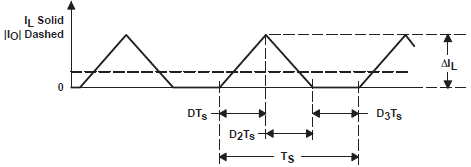 IL Solid
|IO| Dashed
0
ΔIL
DTs
D3Ts
D2Ts
TS